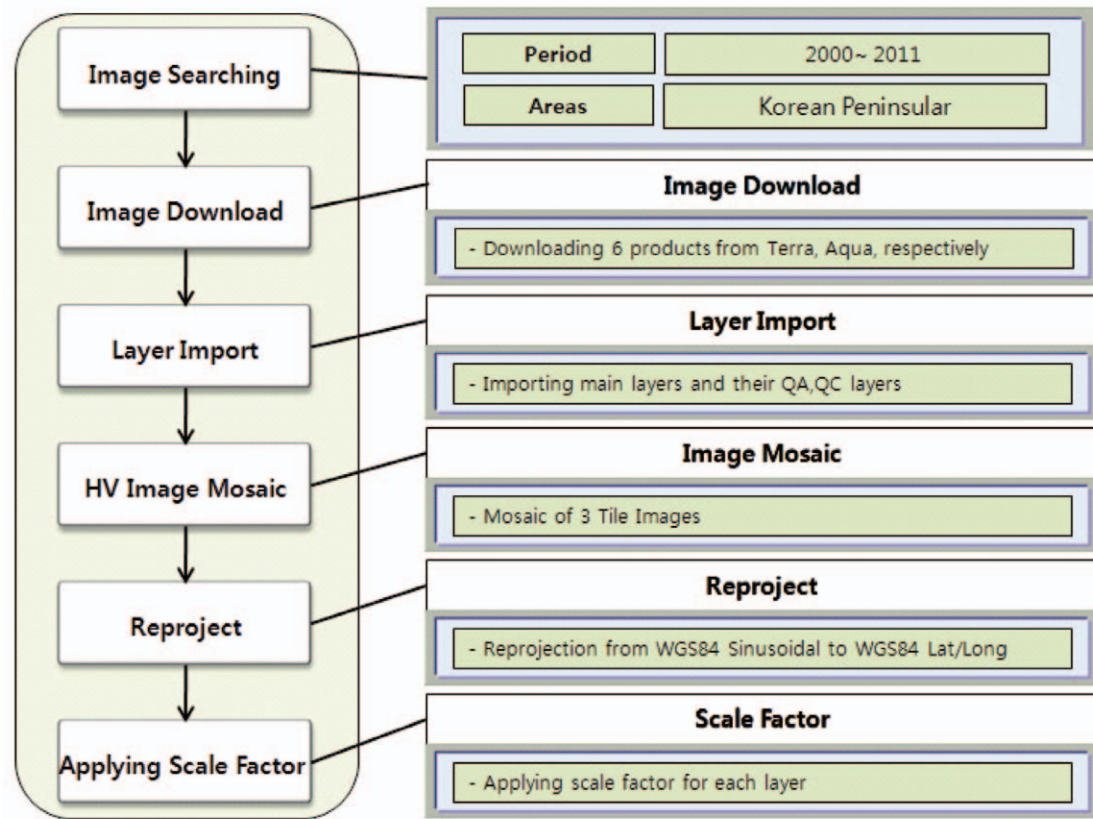 Image Searching
Period
2000~ 2011
Areas
Korean Peninsular
Image Download
Image Download
- Downloading 6 products from Terra, Aqua, respectively
Layer Import
Layer Import
- Importing main layers and their QA,QC layers
HV Image Mosaic
Image Mosaic
- Mosaic of 3 Tile Images
Reproject
Reproject
- Reprojection from WGS84 Sinusoidal to WGS84 Lat/Long
Applying Scale Factor
Scale Factor
- Applying scale factor for each layer